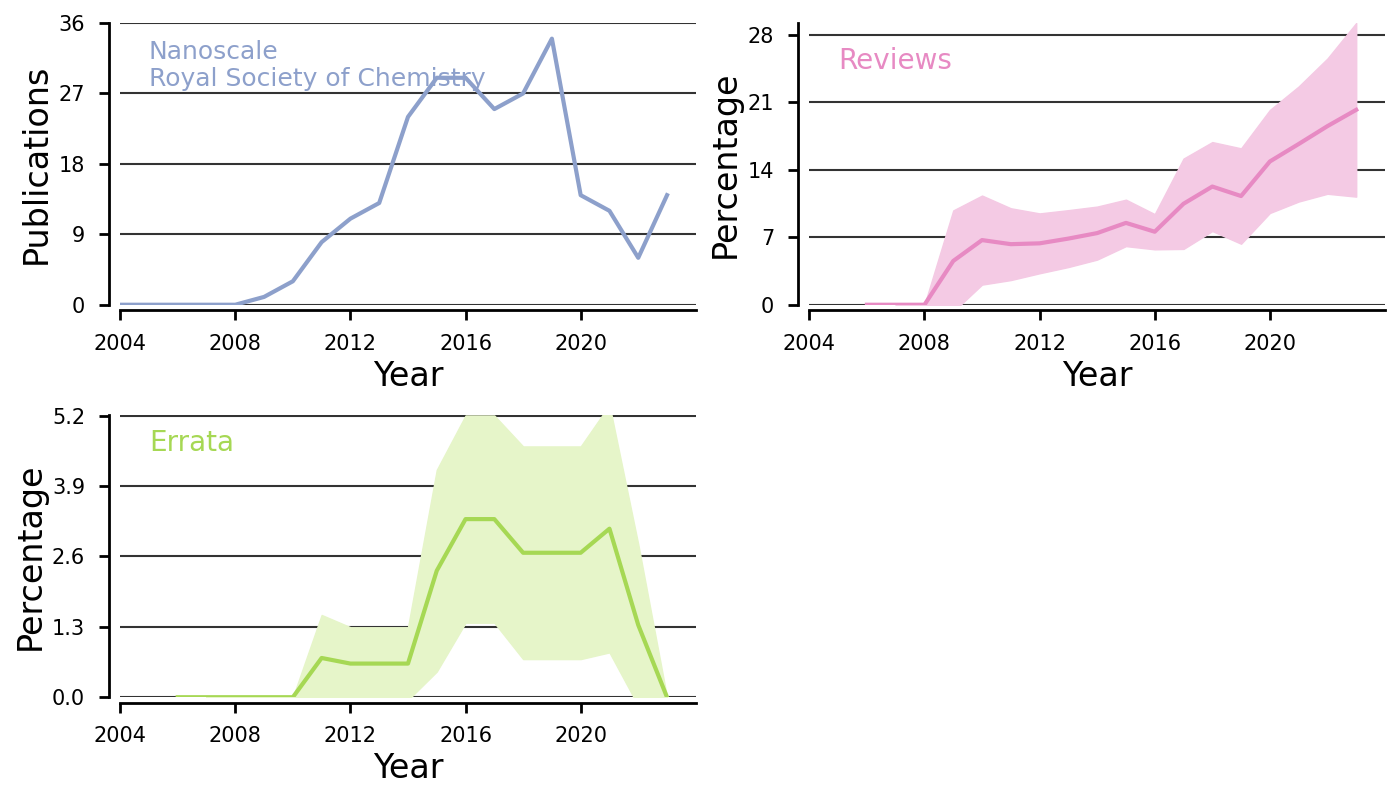 Publications
36
27
18
9
0
Nanoscale
Royal Society of Chemistry
2004 2008 2012 2016 2020
Year
Percentage
28
21
14
7
0
Reviews
2004 2008 2012 2016 2020
Year
Percentage
5.2
3.9
2.6
1.3
0.0
Errata
2004 2008 2012 2016 2020
Year